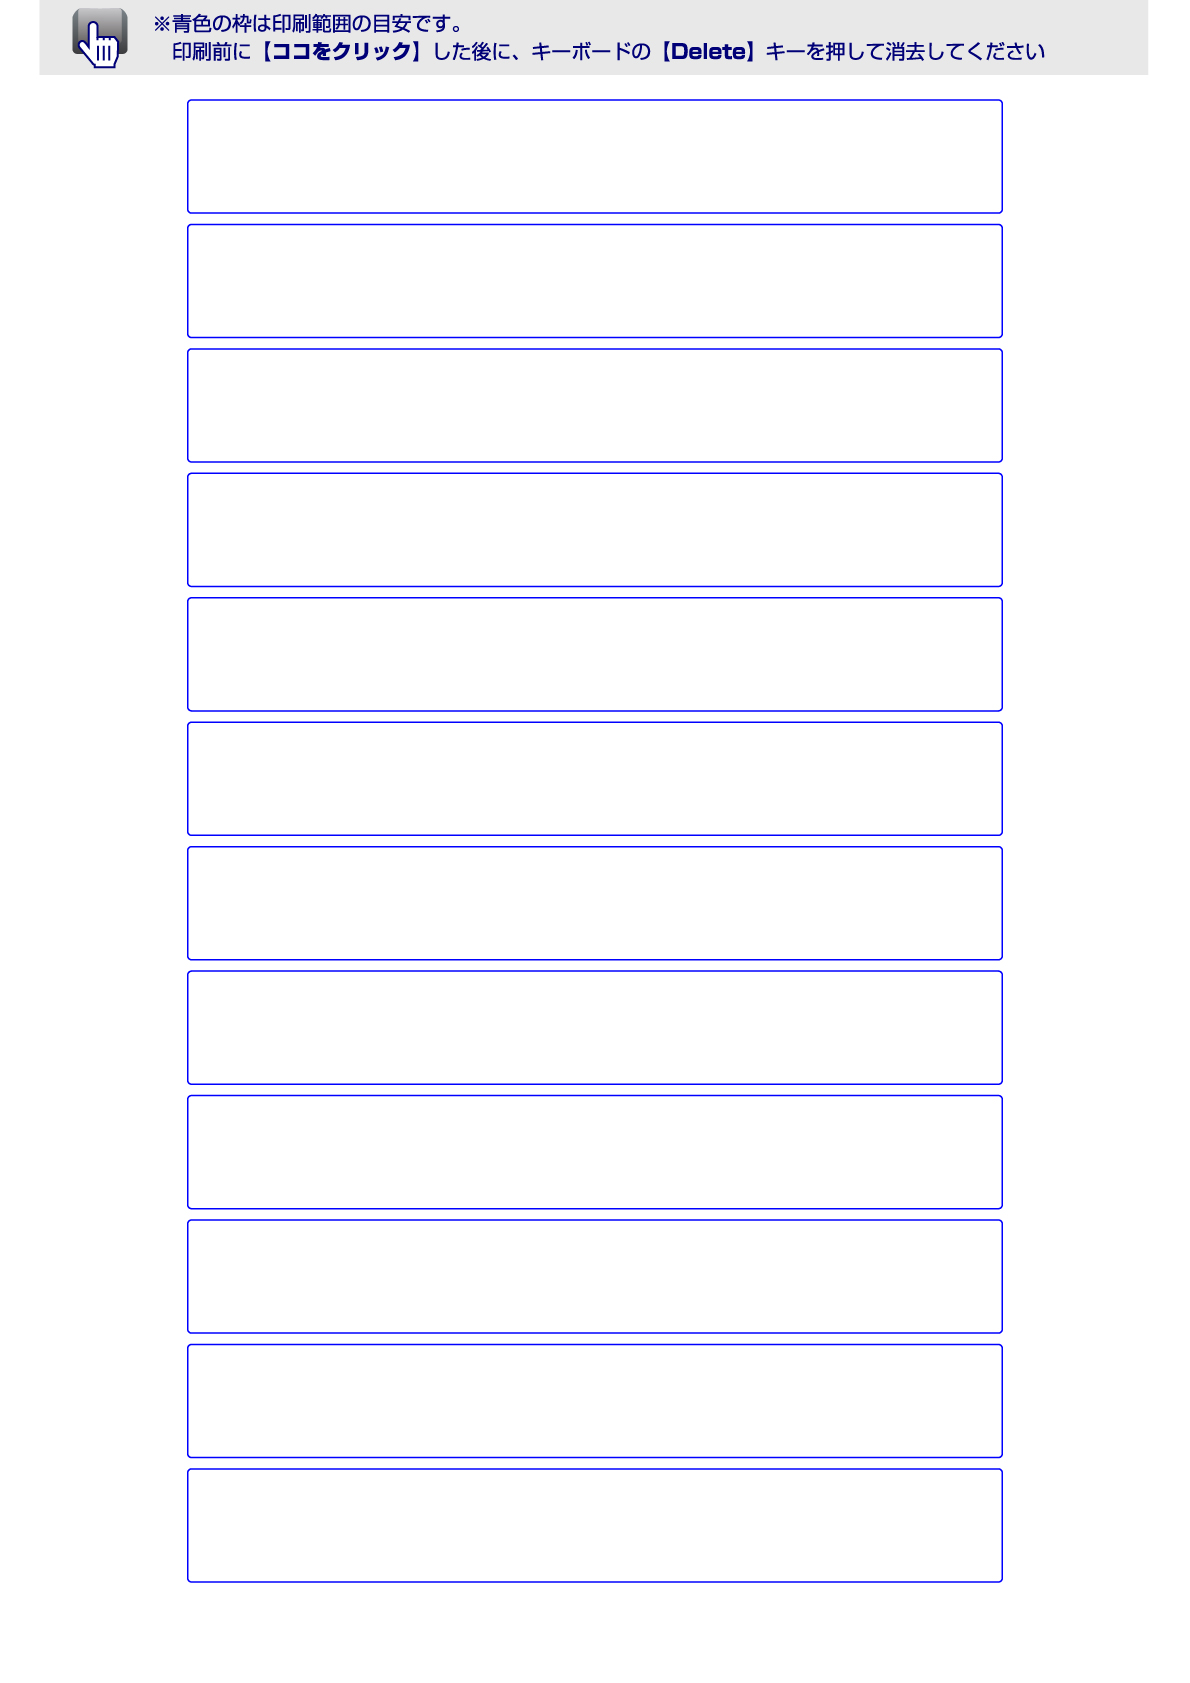 ※青色の枠は印刷範囲の目安です。
印刷前に【ココをクリック】した後に、キーボードの【Delete】キーを押して消去してください